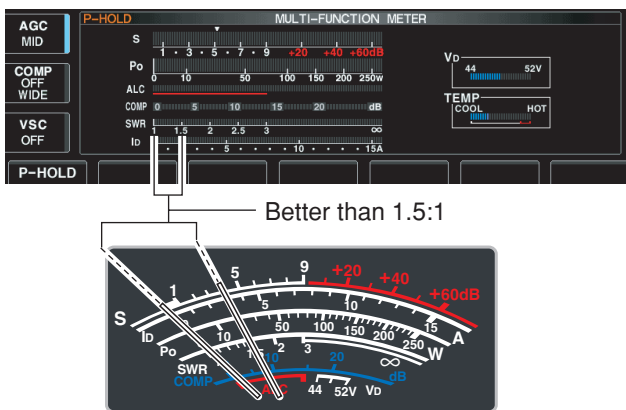 P-HOLD MULTI-FUNCTION METER
AGC
MID
COMP
OFF
WIDE
VSC
OFF
S 1 • 3 • 5 • 7 • 9 +20 +40 +60dB
Po 0 10 50 100 150 200 250W
ALC
COMP 0 5 10 15 20 dB
SWR 1 1.5 2 2.5 3 ∞
ID 5 10 15A
VD
44 52V
TEMP
COOL HOT
P-HOLD
Better than 1.5:1
S 1 5 9 +20 +40 +60dB
ID 5 10 15 A
Po 10 50 100 150 200 250 W
SWR 1.5 2 3 ∞
COMP 10 20 dB
ALC 44 52V VD